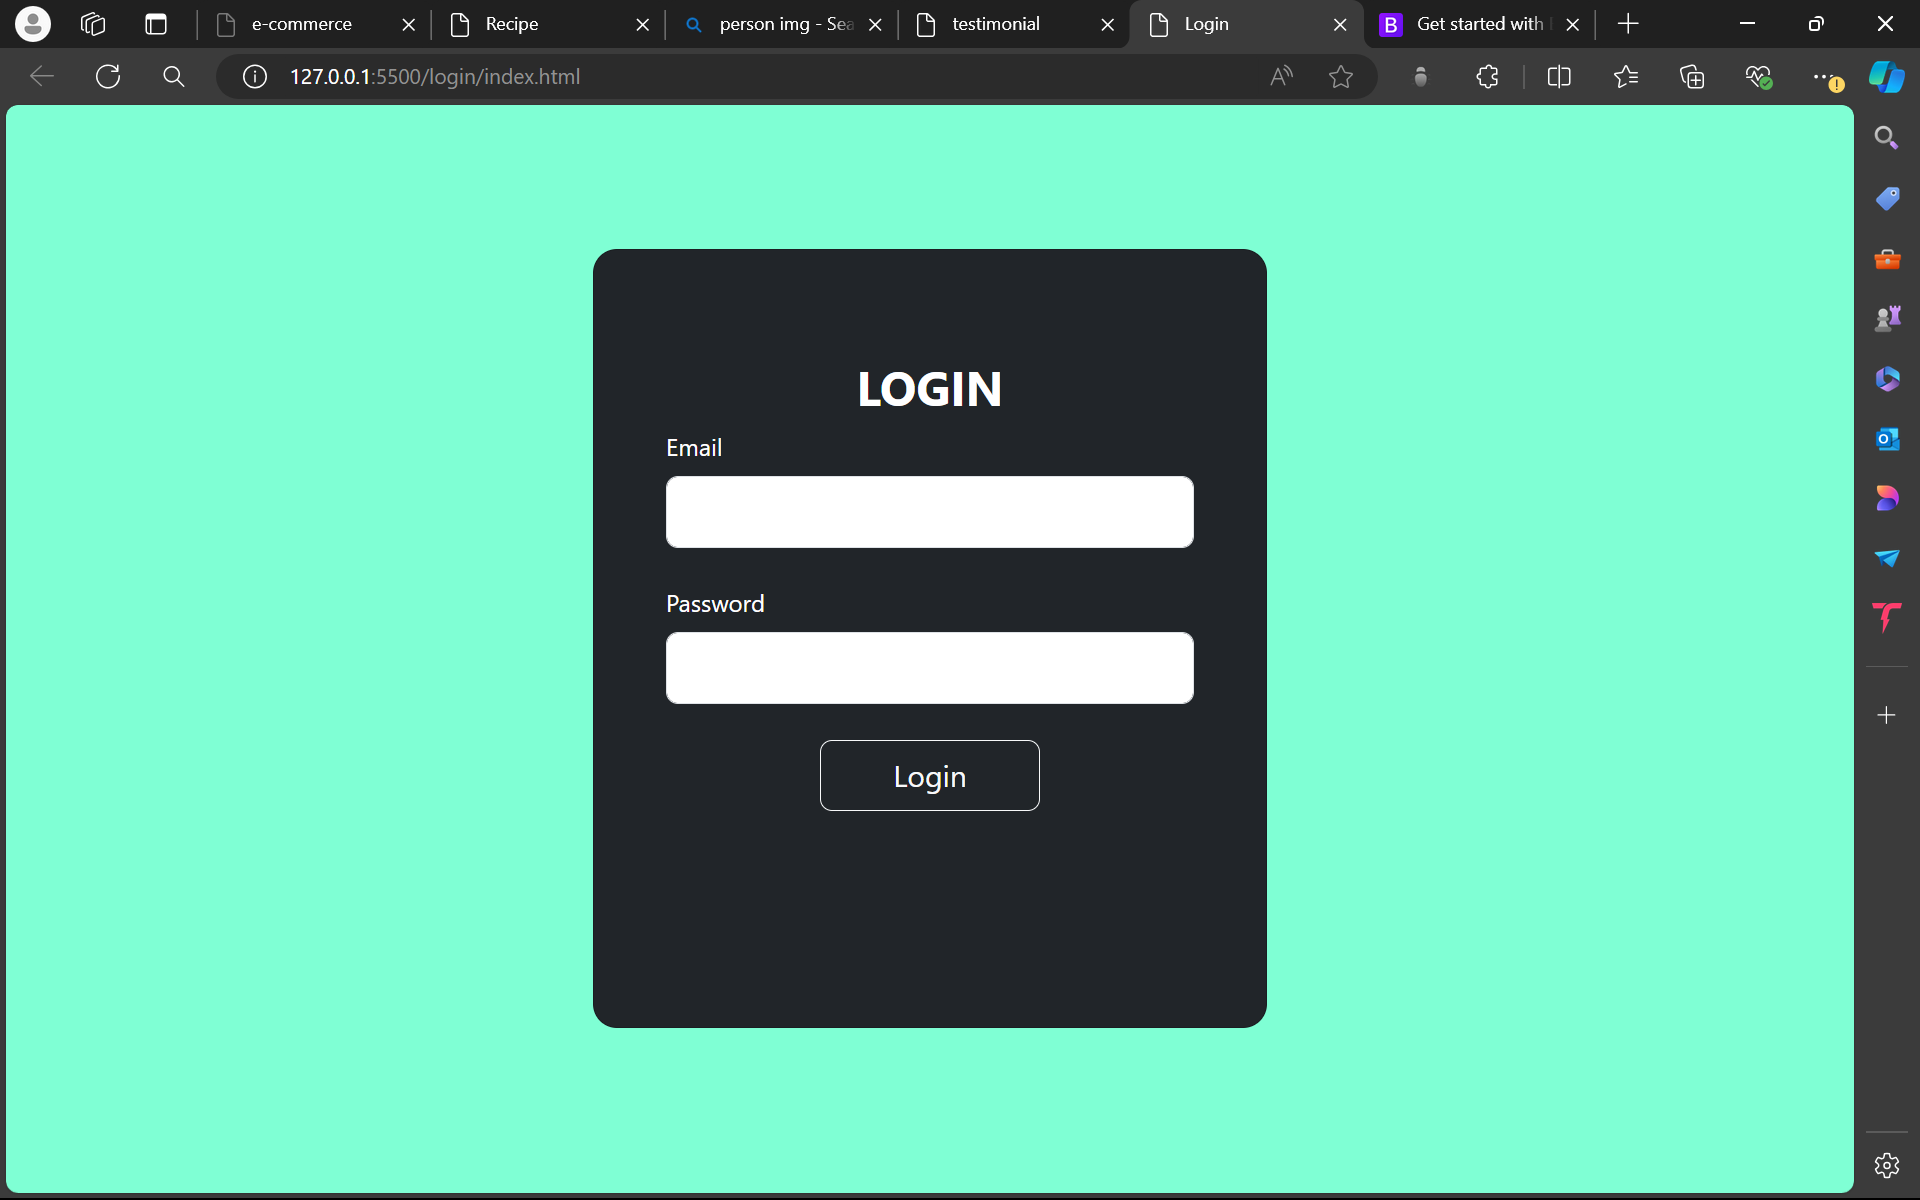 e-commerce
Recipe
person img - Sea
testimonial
Login
B Get started with
127.0.0.1:5500/login/index.html
LOGIN
Email
Password
Login